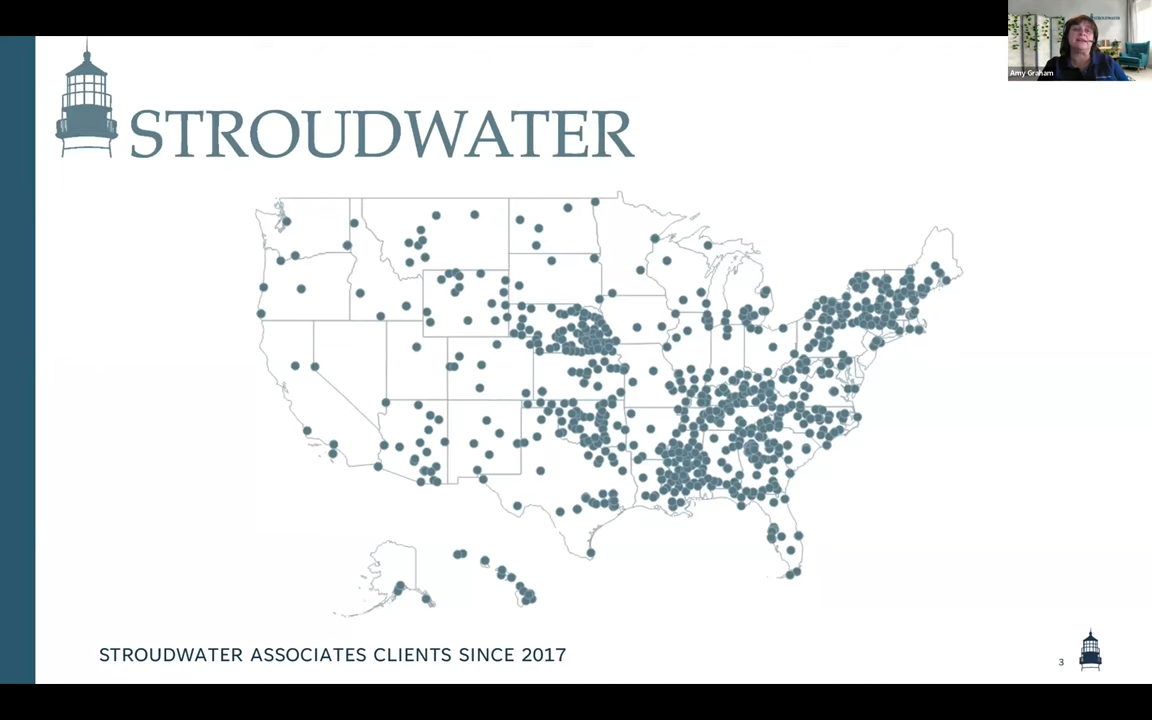 Amy Graham
STROUDWATER
STROUDWATER ASSOCIATES CLIENTS SINCE 2017
3